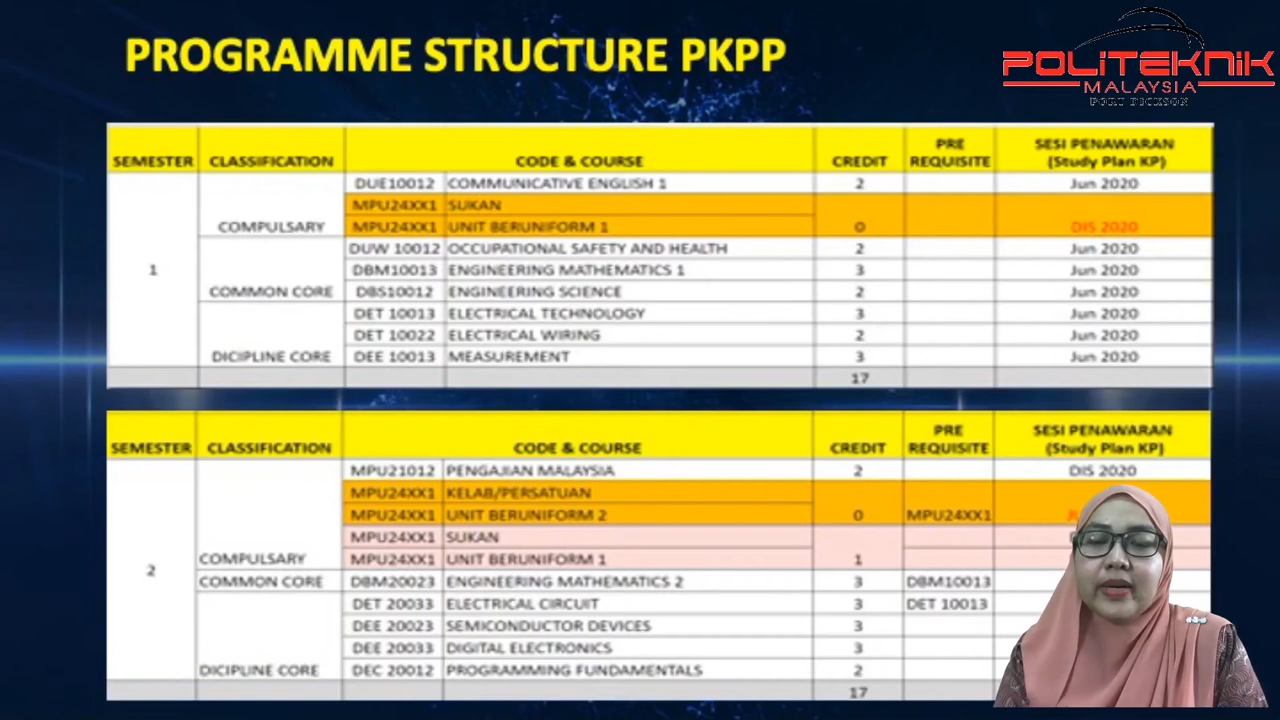 PROGRAMME STRUCTURE PKPP
POLITEKNIK
MALAYSIA
PORT DICKSON
SEMESTER CLASSIFICATION CODE & COURSE CREDIT PRE REQUISITE SESI PENAWARAN (Study Plan KP)
DUE10012 COMMUNICATIVE ENGLISH 1 2 Jun 2020
MPU24XX1 SUKAN
COMPULSARY MPU24XX1 UNIT BERUNIFORM 1 0 DIS 2020
DUW 10012 OCCUPATIONAL SAFETY AND HEALTH 2 Jun 2020
1 DBM10013 ENGINEERING MATHEMATICS 1 3 Jun 2020
COMMON CORE DBS10012 ENGINEERING SCIENCE 2 Jun 2020
DET 10013 ELECTRICAL TECHNOLOGY 3 Jun 2020
DET 10022 ELECTRICAL WIRING 2 Jun 2020
DICIPLINE CORE DEE 10013 MEASUREMENT 3 Jun 2020
17
SEMESTER CLASSIFICATION CODE & COURSE CREDIT PRE REQUISITE SESI PENAWARAN (Study Plan KP)
MPU21012 PENGAJIAN MALAYSIA 2 DIS 2020
MPU24XX1 KELAB/PERSATUAN
MPU24XX1 UNIT BERUNIFORM 2 0 MPU24XX1
MPU24XX1 SUKAN
COMPULSARY MPU24XX1 UNIT BERUNIFORM 1 1
2 COMMON CORE DBM20023 ENGINEERING MATHEMATICS 2 3 DBM10013
DET 20033 ELECTRICAL CIRCUIT 3 DET 10013
DEE 20023 SEMICONDUCTOR DEVICES 3
DEE 20033 DIGITAL ELECTRONICS 3
DICIPLINE CORE DEC 20012 PROGRAMMING FUNDAMENTALS 2
17